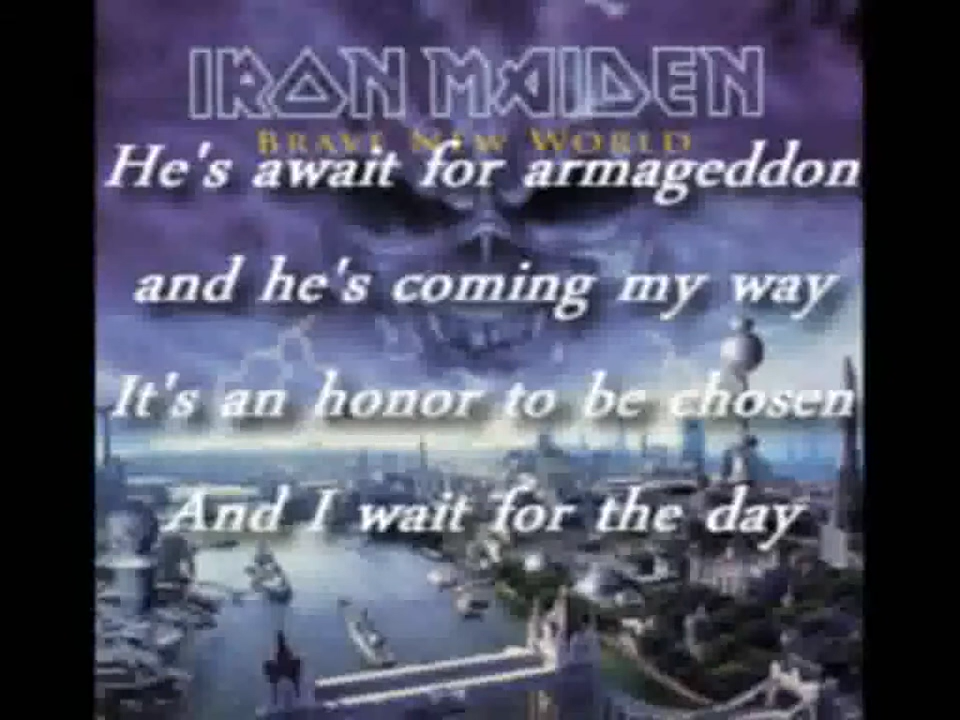 IRON MAIDEN
BRAVE NEW WORLD
He's await for armageddon
and he's coming my way
It's an honor to be chosen
And I wait for the day